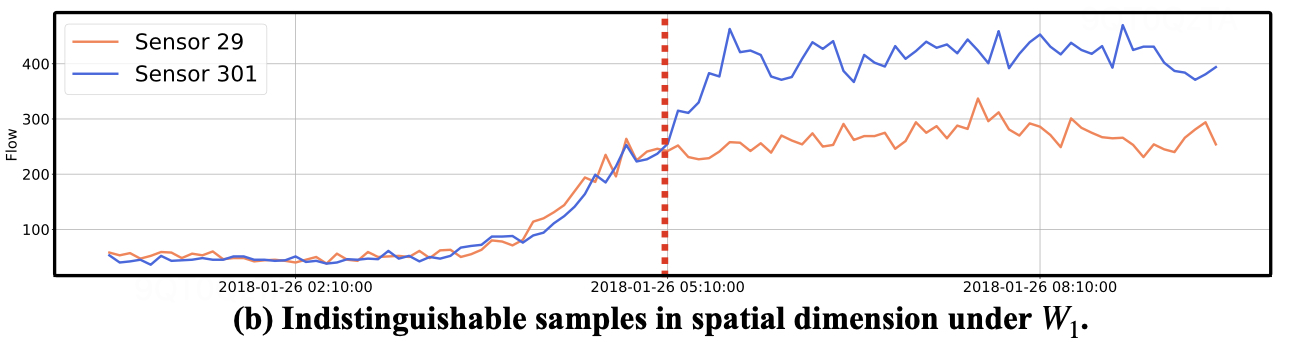 Sensor 29
Sensor 301
Flow
400
300
200
100
2018-01-26 02:10:00
2018-01-26 05:10:00
2018-01-26 08:10:00
(b) Indistinguishable samples in spatial dimension under W₁.